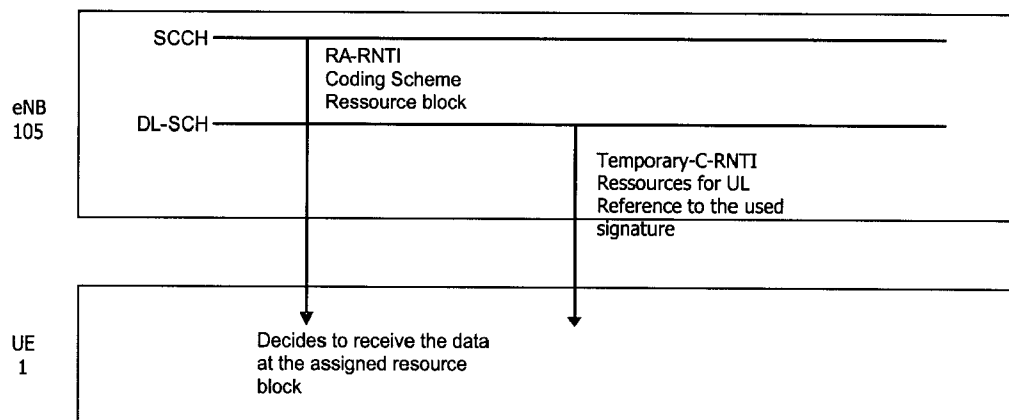 SCCH
RA-RNTI
Coding Scheme
Ressource block
eNB
105
DL-SCH
Temporary-C-RNTI
Ressources for UL
Reference to the used
signature
UE
1
Decides to receive the data
at the assigned resource
block